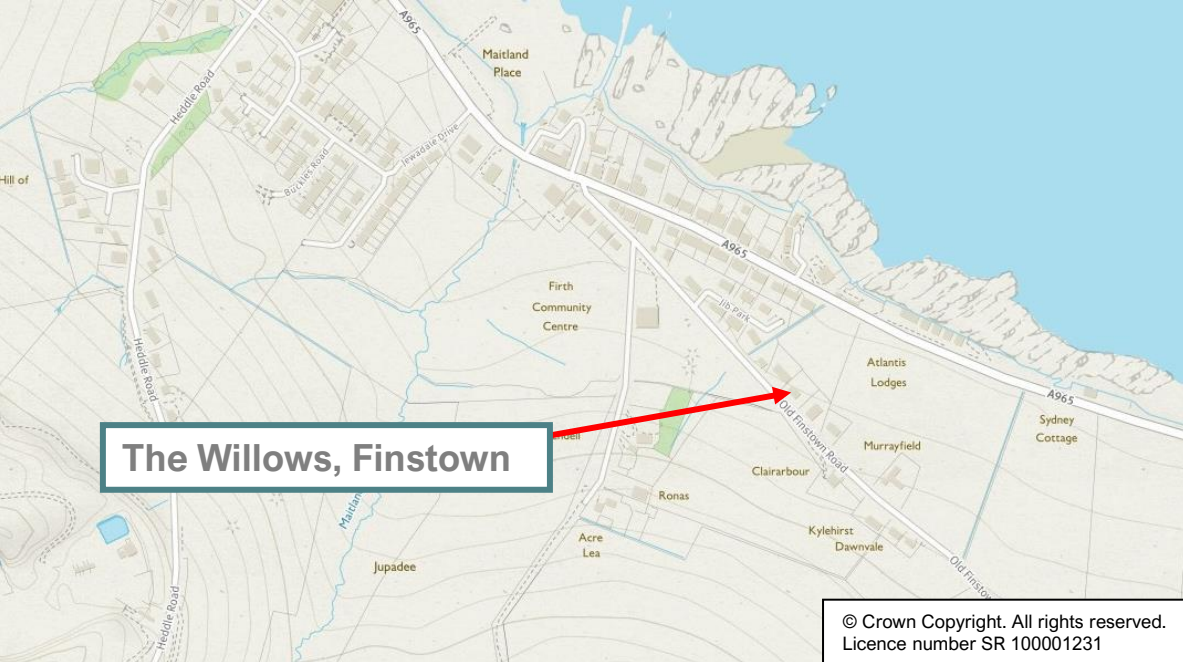 A965
Maitland
Place
Heddle Road
Jewadale Drive
Buckles Road
Hill of
A965
Firth
Community
Centre
Jib Park
Heddle Road
Atlantis
Lodges
A965
Old Finstown Road
Sydney
Cottage
The Willows, Finstown
Murrayfield
Clairarbour
Ronas
Kylehirst
Dawnvale
Acre
Lea
Jupadee
Old Finstow
Heddle Road
© Crown Copyright. All rights reserved.
Licence number SR 100001231